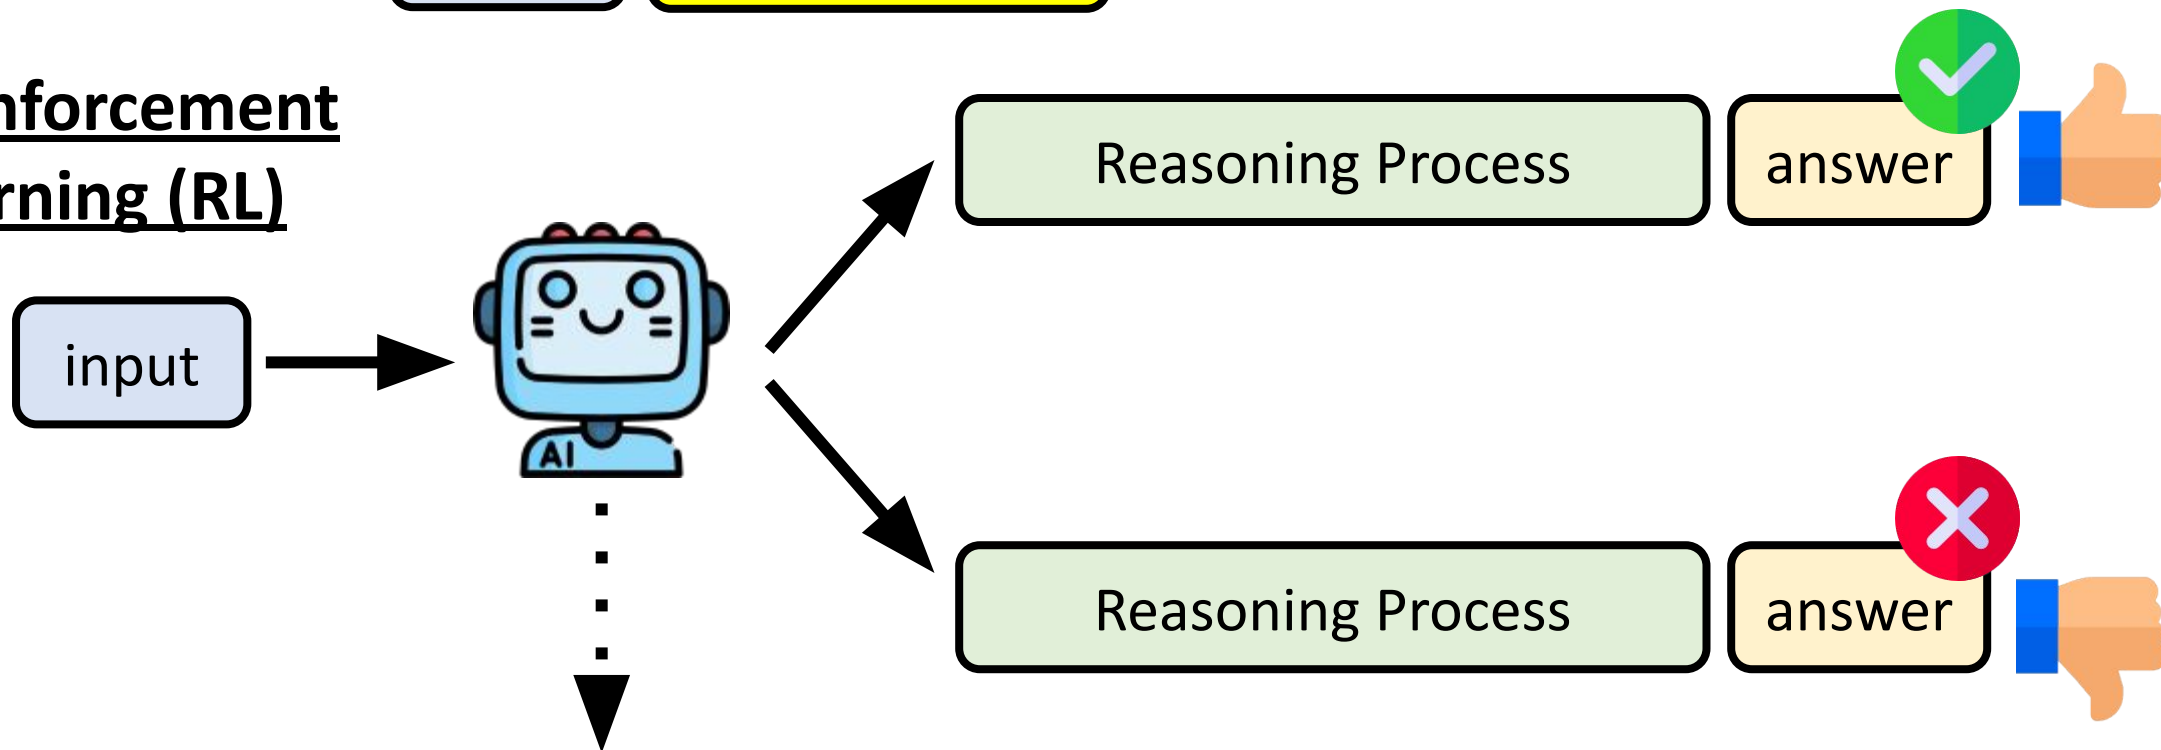 nforcement
rning (RL)
Reasoning Process
answer
input
AI
Reasoning Process
answer